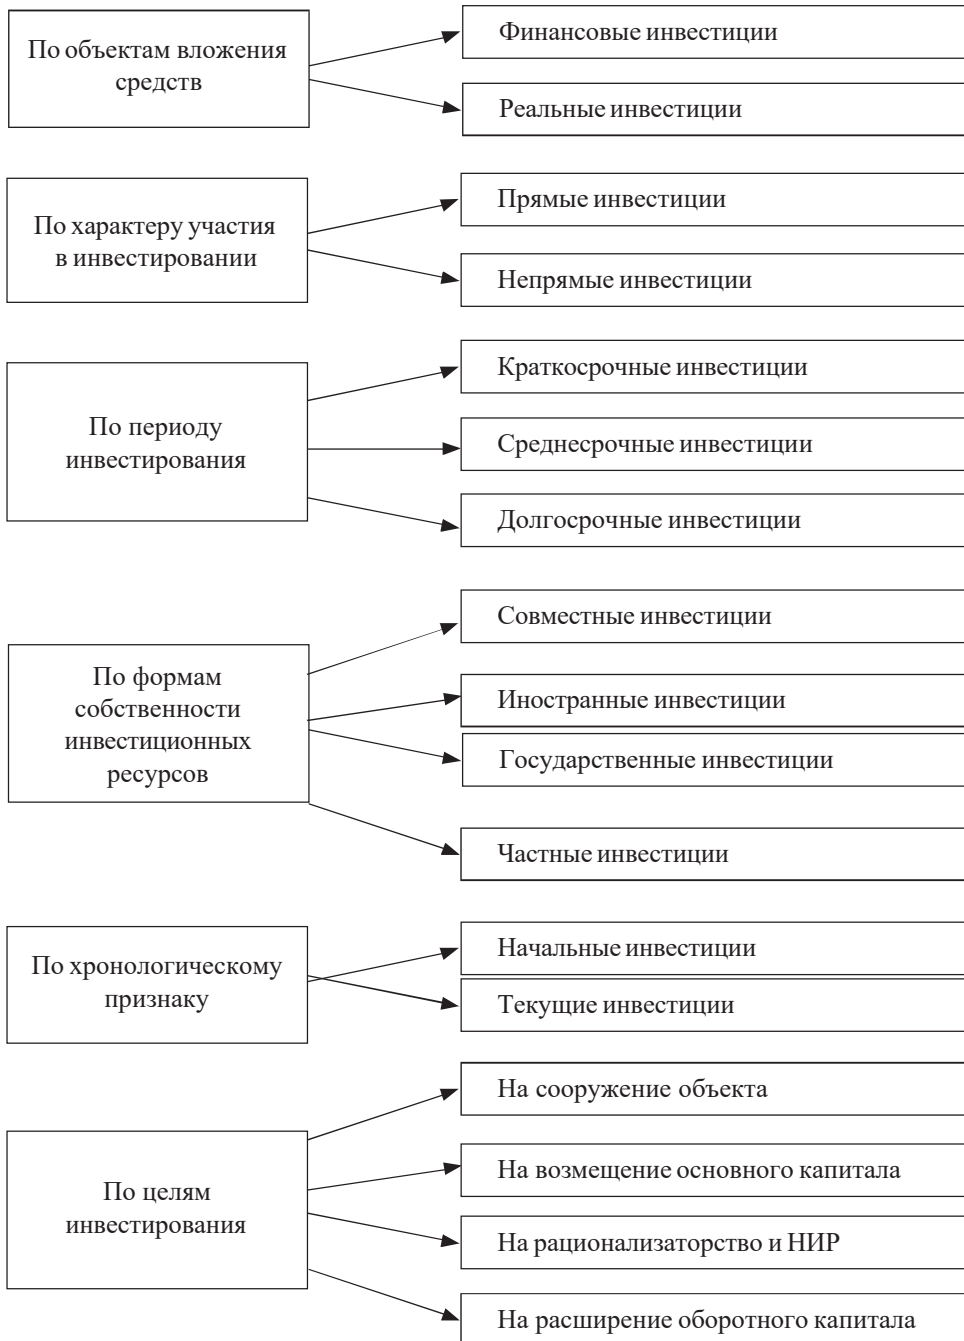 По объектам вложения
средств
Финансовые инвестиции
Реальные инвестиции
По характеру участия
в инвестировании
Прямые инвестиции
Непрямые инвестиции
По периоду
инвестирования
Краткосрочные инвестиции
Среднесрочные инвестиции
Долгосрочные инвестиции
По формам
собственности
инвестиционных
ресурсов
Совместные инвестиции
Иностранные инвестиции
Государственные инвестиции
Частные инвестиции
По хронологическому
признаку
Начальные инвестиции
Текущие инвестиции
По целям
инвестирования
На сооружение объекта
На возмещение основного капитала
На рационализаторство и НИР
На расширение оборотного капитала